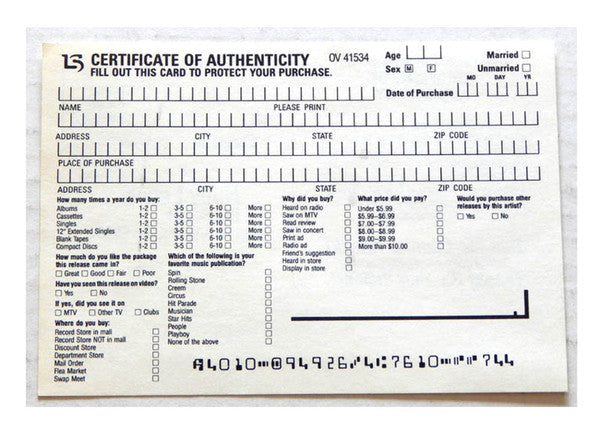 LS CERTIFICATE OF AUTHENTICITY OV 41534
FILL OUT THIS CARD TO PROTECT YOUR PURCHASE.
Age Married
Sex M F Unmarried
Date of Purchase MO DAY YR
NAME PLEASE PRINT
ADDRESS CITY STATE ZIP CODE
PLACE OF PURCHASE
ADDRESS CITY STATE ZIP CODE
How many times a year do you buy:
Albums 1-2 3-5 6-10 More
Cassettes 1-2 3-5 6-10 More
Singles 1-2 3-5 6-10 More
12" Extended Singles 1-2 3-5 6-10 More
Blank Tapes 1-2 3-5 6-10 More
Compact Discs 1-2 3-5 6-10 More
How much do you like the package
this release came in?
Great Good Fair Poor
Have you seen this release on video?
Yes No
If yes, did you see it on
MTV Other TV Clubs
Where do you buy:
Record Store in mall
Record Store NOT in mall
Discount Store
Department Store
Mail Order
Flea Market
Swap Meet
Which of the following is your
favorite music publication?
Spin
Rolling Stone
Creem
Circus
Hit Parade
Musician
Star Hits
People
Playboy
None of the above
Why did you buy?
Heard on radio
Saw on MTV
Read review
Saw in concert
Print ad
Radio ad
Friend's suggestion
Heard in store
Display in store
What price did you pay?
Under $5.99
$5.99–$6.99
$6.00–$7.99
$8.00–$8.99
$9.00–$9.99
More than $10.00
Would you purchase other
releases by this artist?
Yes No